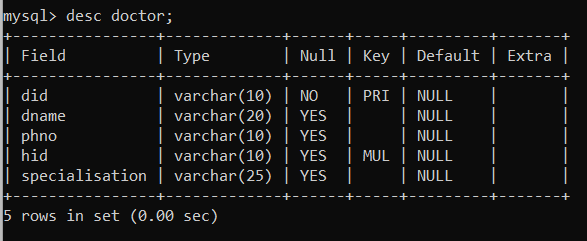 mysql> desc doctor;
+----------------+-------------+------+-----+---------+-------+
| Field          | Type        | Null | Key | Default | Extra |
+----------------+-------------+------+-----+---------+-------+
| did            | varchar(10) | NO   | PRI | NULL    |       |
| dname          | varchar(20) | YES  |     | NULL    |       |
| phno           | varchar(10) | YES  |     | NULL    |       |
| hid            | varchar(10) | YES  | MUL | NULL    |       |
| specialisation | varchar(25) | YES  |     | NULL    |       |
+----------------+-------------+------+-----+---------+-------+
5 rows in set (0.00 sec)